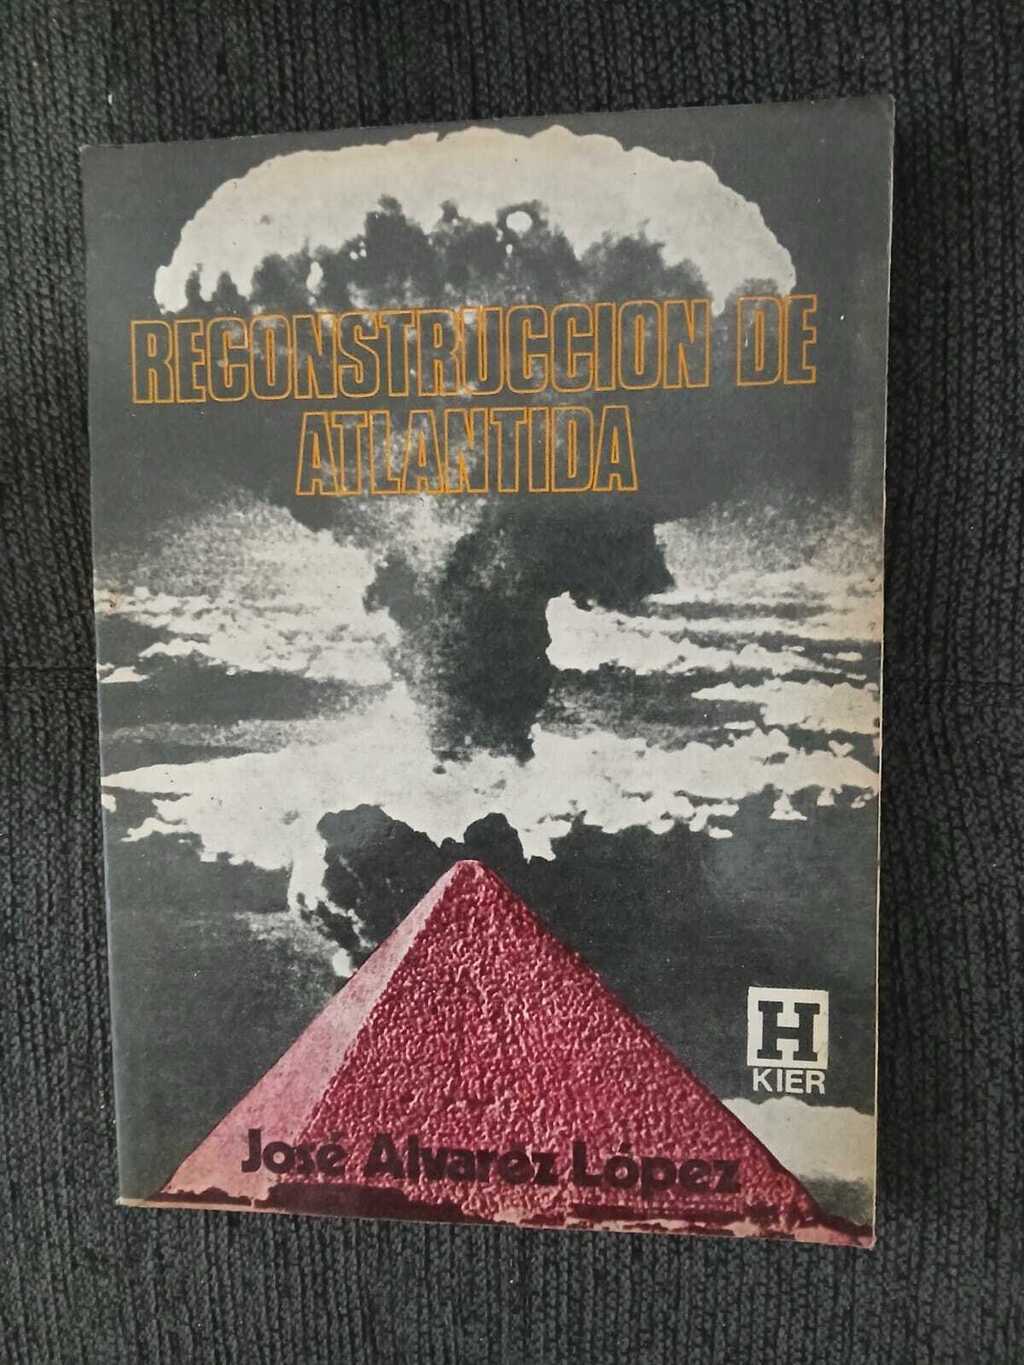 RECONSTRUCCION DE
ATLANTIDA
H
KIER
José Alvarez López